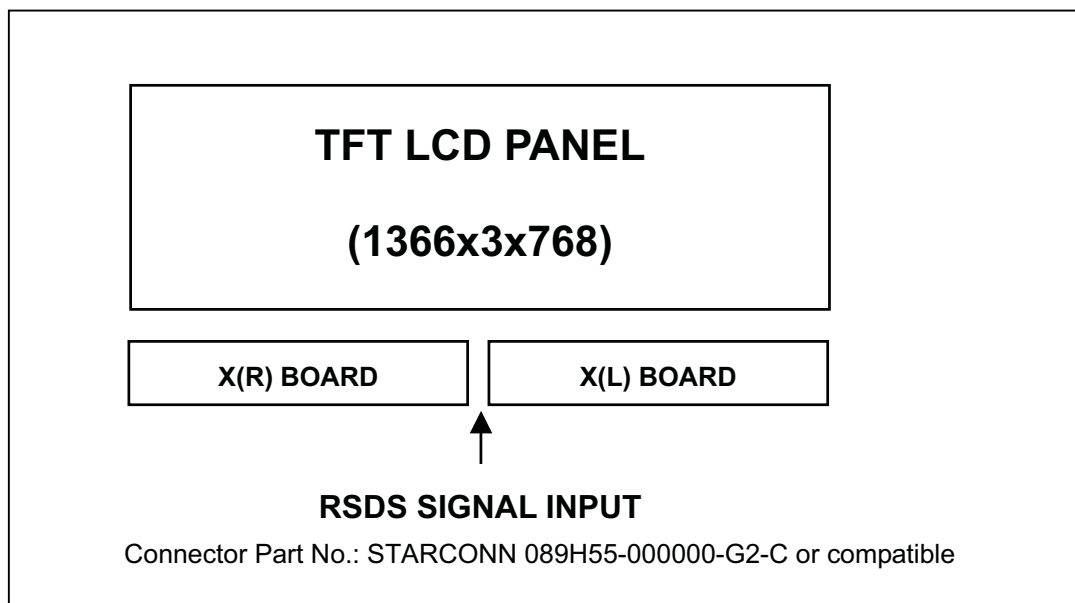 TFT LCD PANEL
(1366x3x768)
X(R) BOARD
X(L) BOARD
RSDS SIGNAL INPUT
Connector Part No.: STARCONN 089H55-000000-G2-C or compatible